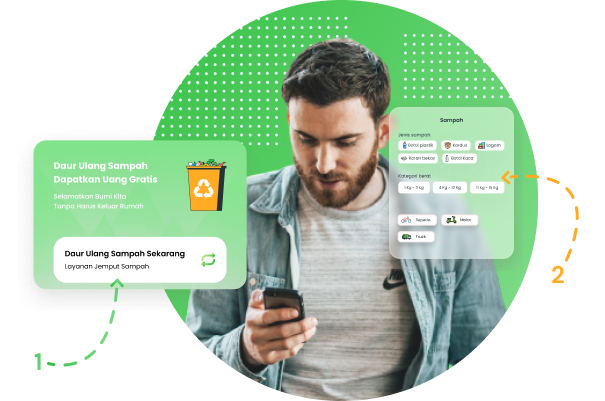 Daur Ulang Sampah
Dapatkan Uang Gratis
Selamatkan Bumi Kita
Tanpa Harus Keluar Rumah
Daur Ulang Sampah Sekarang
Layanan Jemput Sampah
1
Sampah
Jenis sampah
Botol plastik
Kardus
Logam
Koran bekas
Botol Kaca
Kategori berat
1 Kg - 3 kg
4 Kg - 10 kg
11 Kg - 15 kg
Sepeda
Motor
Truk
2